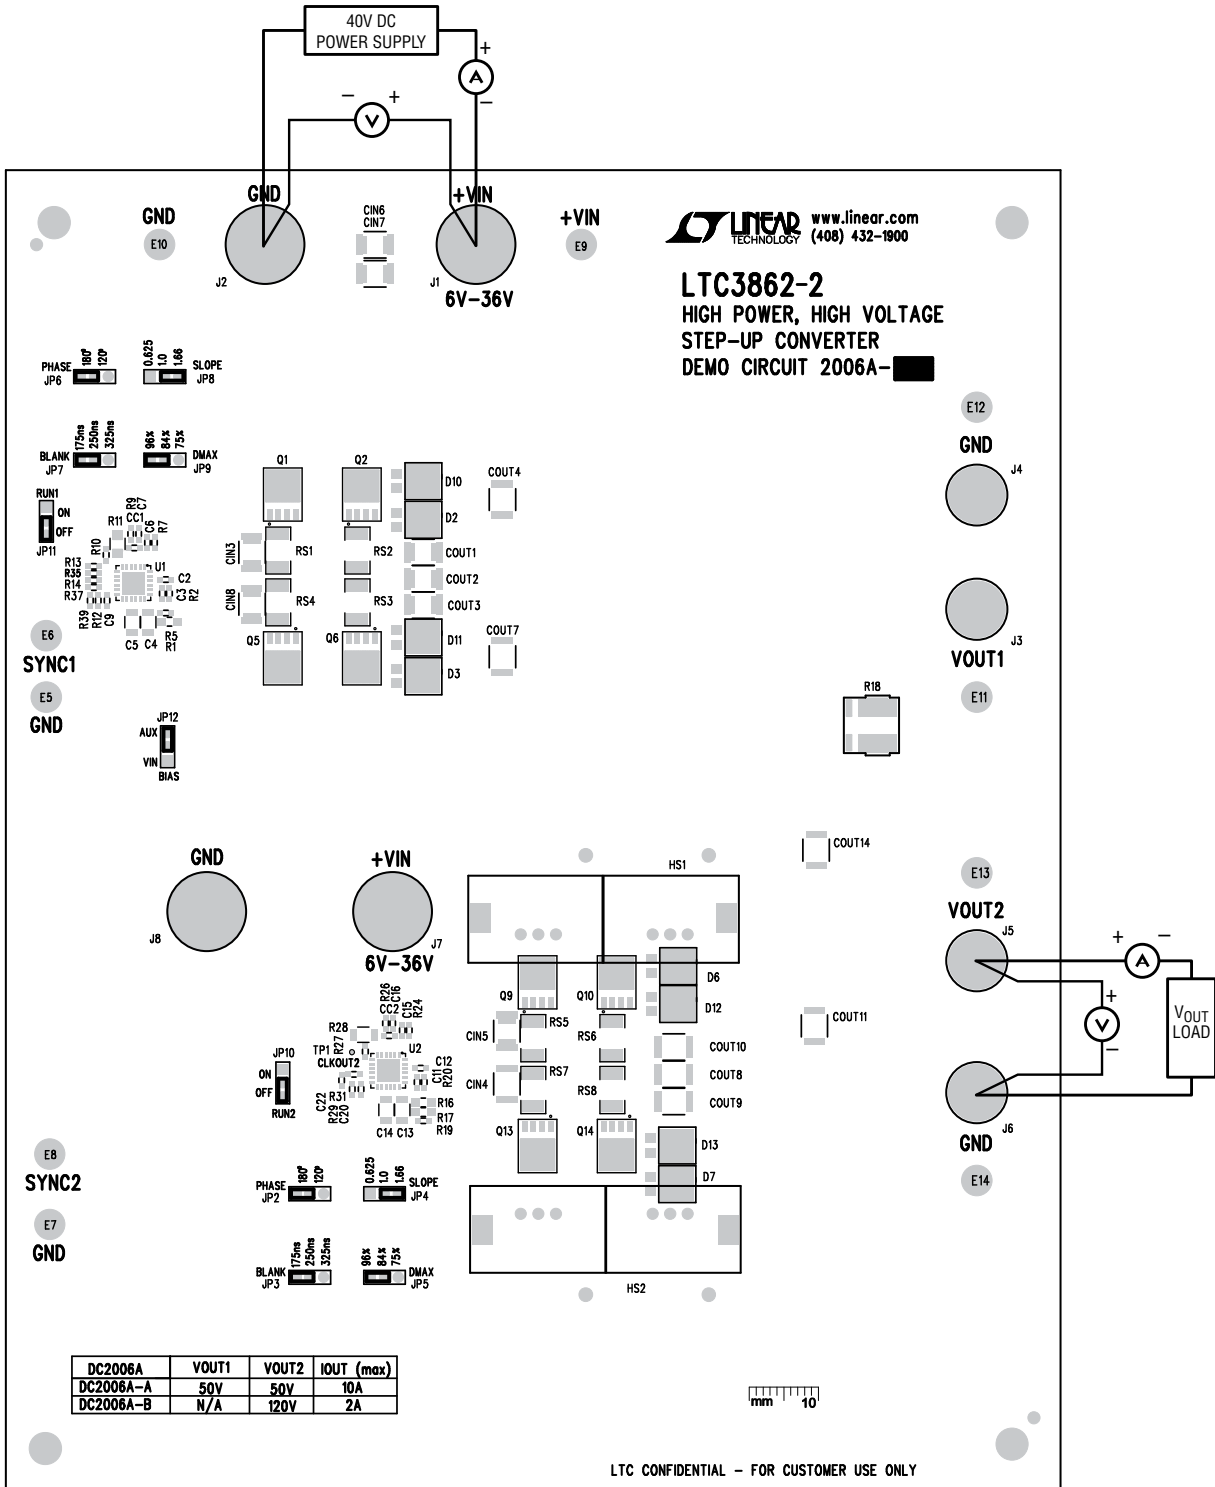 40V DC
POWER SUPPLY
+
A
−
− +
V
GND
+VIN
GND
E10
J2
CIN6
CIN7
J1
6V-36V
+VIN
E9
LINEAR
TECHNOLOGY
www.linear.com
(408) 432-1900
LTC3862-2
HIGH POWER, HIGH VOLTAGE
STEP-UP CONVERTER
DEMO CIRCUIT 2006A-
PHASE
JP6
180°
120°
0.625
1.0
1.66
SLOPE
JP8
BLANK
JP7
175ns
250ns
325ns
96%
84%
75%
DMAX
JP9
RUN1
ON
OFF
JP11
R10
R11
R9
CC1
C7
C6
R7
R13
R35
R14
R37
U1
C2
C3
R2
R39
R12
C9
C5
C4
R5
R1
E6
SYNC1
E5
GND
JP12
AUX
VIN
BIAS
Q1
Q2
D10
D2
COUT4
CIN3
RS1
RS2
COUT1
COUT2
CIN8
RS4
RS3
COUT3
Q5
Q6
D11
D3
COUT7
E12
GND
J4
J3
VOUT1
E11
R18
COUT14
GND
J8
+VIN
J7
6V-36V
HS1
E13
VOUT2
J5
+ −
A
+
V
−
VOUT
LOAD
J6
GND
E14
Q9
Q10
D6
D12
COUT11
CIN5
RS5
RS6
COUT10
CIN4
RS7
RS8
COUT8
COUT9
Q13
Q14
D13
D7
R28
R26
CC2
C16
C15
R24
TP1
R27
CLKOUT2
U2
C12
C11
R20
JP10
ON
OFF
RUN2
C22
R29
R31
C20
C14
C13
R16
R17
R19
E8
SYNC2
E7
GND
PHASE
JP2
180°
120°
0.625
1.0
1.66
SLOPE
JP4
BLANK
JP3
175ns
250ns
325ns
96%
84%
75%
DMAX
JP5
HS2
DC2006A VOUT1 VOUT2 IOUT (max)
DC2006A-A 50V 50V 10A
DC2006A-B N/A 120V 2A
mm 10
LTC CONFIDENTIAL - FOR CUSTOMER USE ONLY